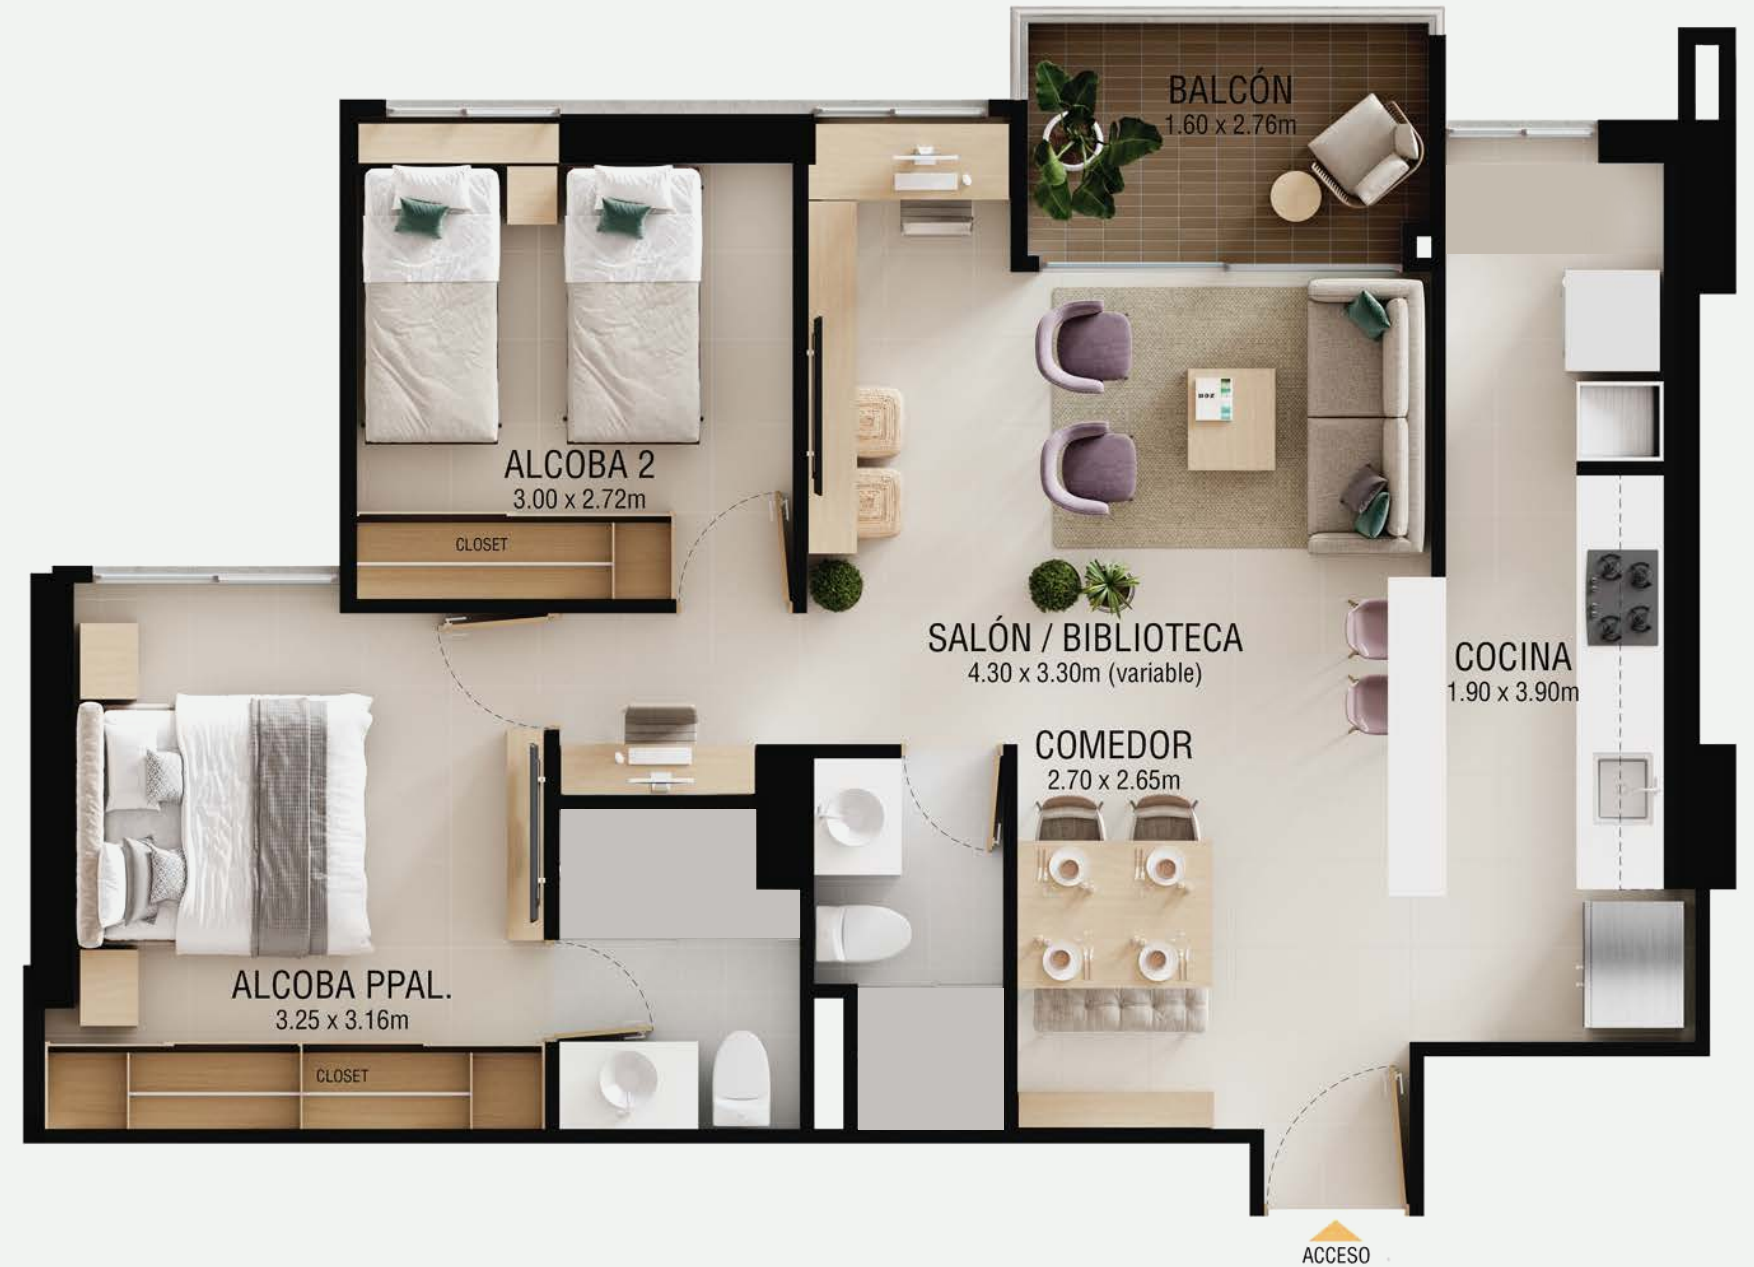 BALCÓN
1.60 x 2.76m
ALCOBA 2
3.00 x 2.72m
CLOSET
SALÓN / BIBLIOTECA
4.30 x 3.30m (variable)
COCINA
1.90 x 3.90m
COMEDOR
2.70 x 2.65m
ALCOBA PPAL.
3.25 x 3.16m
CLOSET
ACCESO